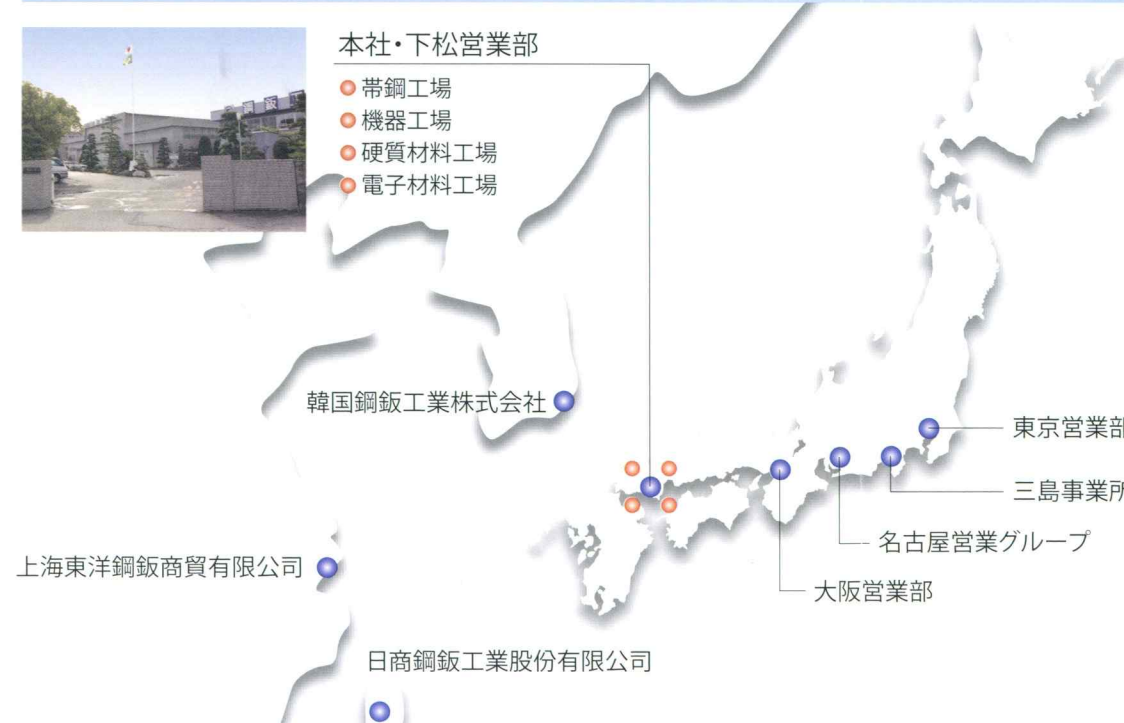 本社・下松営業部
帯鋼工場
機器工場
硬質材料工場
電子材料工場
韓国鋼鈑工業株式会社
東京営業部
三島事業所
名古屋営業グループ
上海東洋鋼鈑商貿有限公司
大阪営業部
日商鋼鈑工業股份有限公司